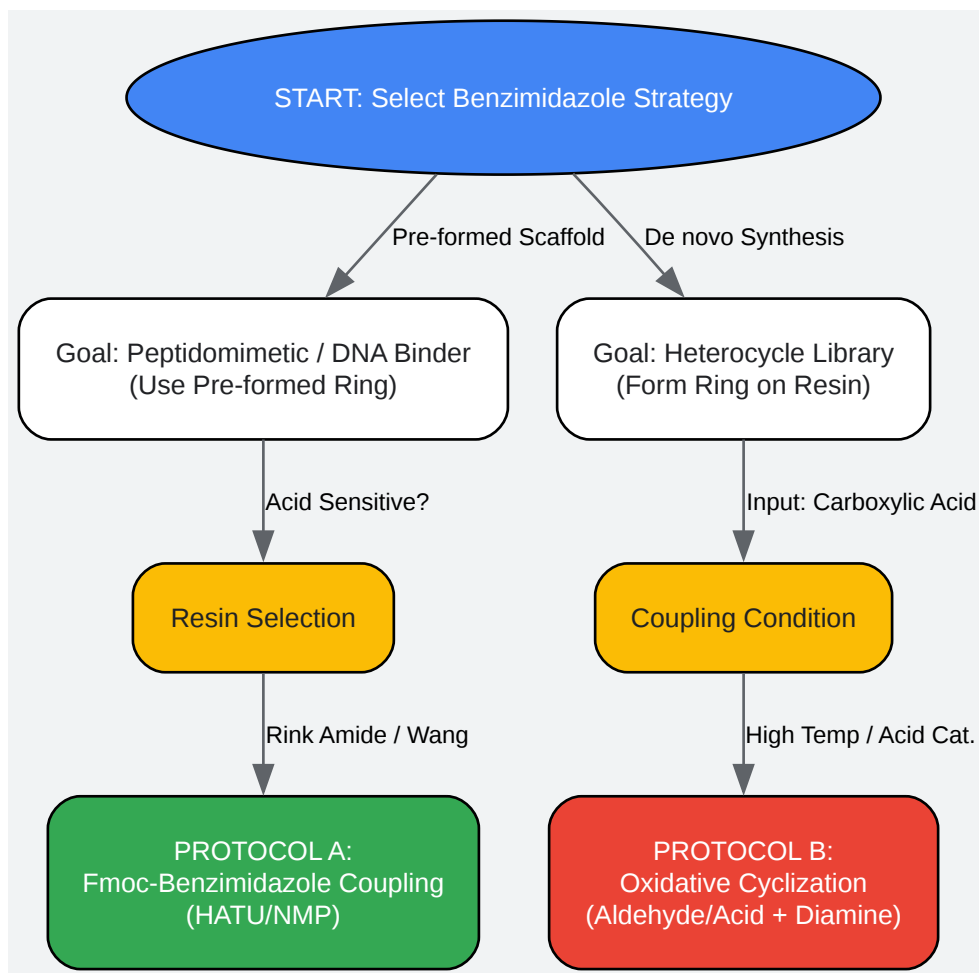 START: Select Benzimidazole Strategy
Pre-formed Scaffold
De novo Synthesis
Goal: Peptidomimetic / DNA Binder
(Use Pre-formed Ring)
Goal: Heterocycle Library
(Form Ring on Resin)
Acid Sensitive?
Input: Carboxylic Acid
Resin Selection
Coupling Condition
Rink Amide / Wang
High Temp / Acid Cat.
PROTOCOL A:
Fmoc-Benzimidazole Coupling
(HATU/NMP)
PROTOCOL B:
Oxidative Cyclization
(Aldehyde/Acid + Diamine)